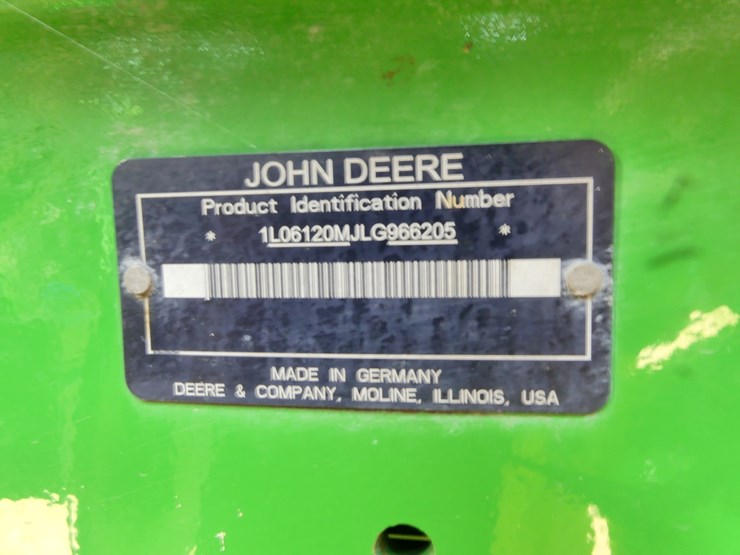 JOHN DEERE
Product Identification Number
* 1L06120MJLG966205 *
MADE IN GERMANY
DEERE & COMPANY, MOLINE, ILLINOIS, USA